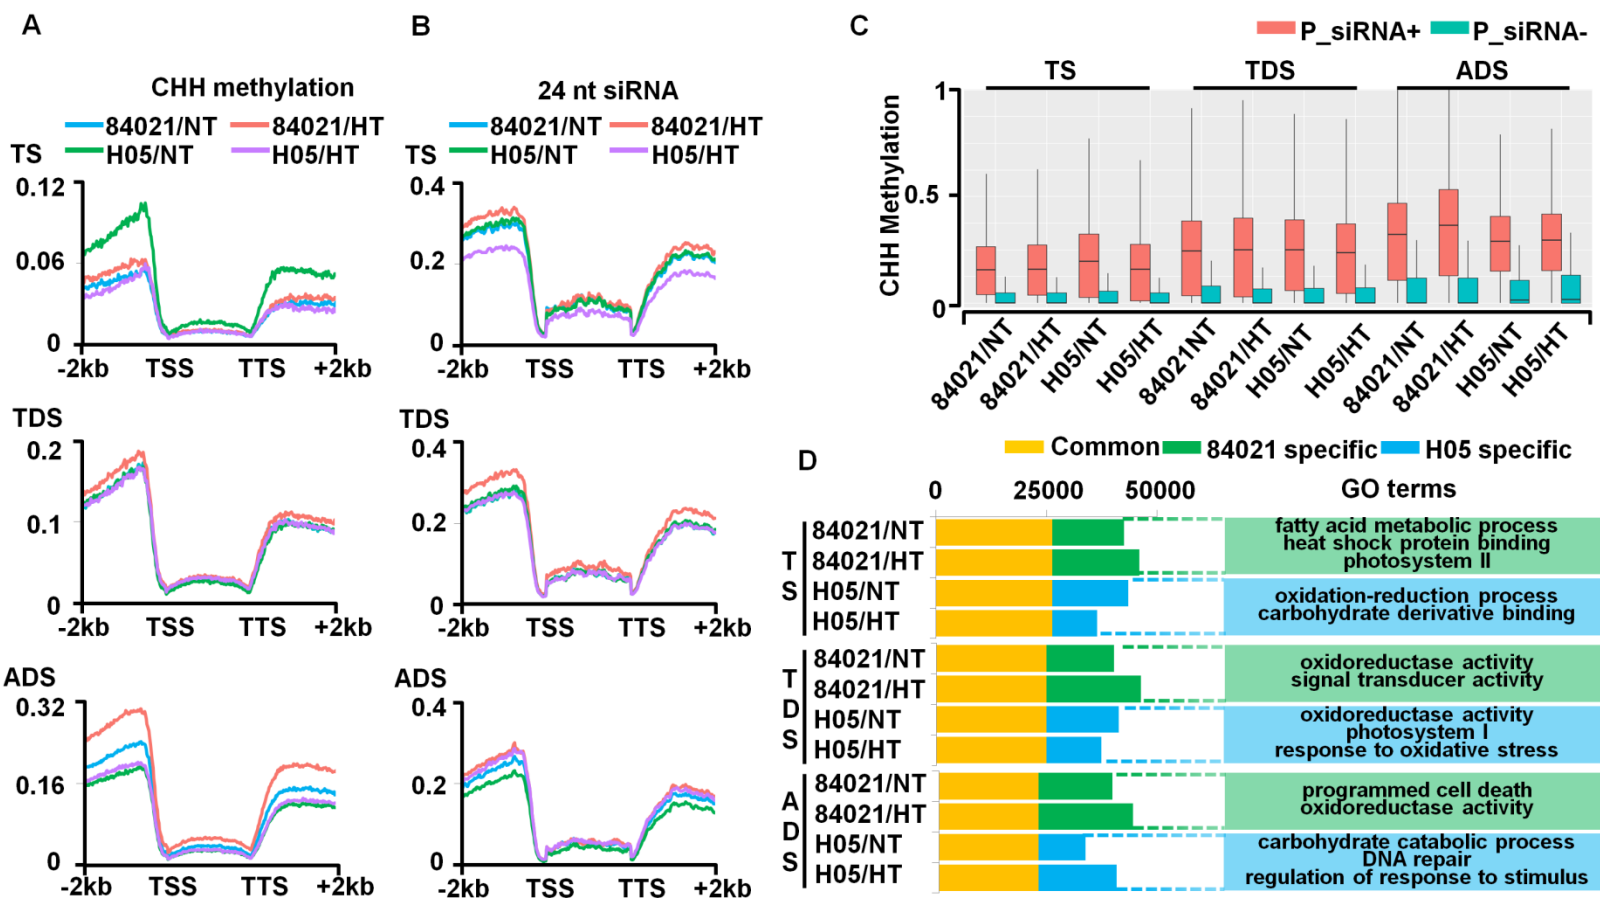 A
CHH methylation
84021/NT 84021/HT
H05/NT H05/HT
TS
0.12
0.06
0
-2kb TSS TTS +2kb
TDS
0.2
0.1
0
-2kb TSS TTS +2kb
ADS
0.32
0.16
0
-2kb TSS TTS +2kb
B
24 nt siRNA
84021/NT 84021/HT
H05/NT H05/HT
TS
0.4
0.2
0
-2kb TSS TTS +2kb
TDS
0.4
0.2
0
-2kb TSS TTS +2kb
ADS
0.4
0.2
0
-2kb TSS TTS +2kb
C
P_siRNA+ P_siRNA-
TS TDS ADS
CHH Methylation
1
0.5
0
84021/NT 84021/HT H05/NT H05/HT 84021NT 84021/HT H05/NT H05/HT 84021/NT 84021/HT H05/NT H05/HT
D
Common 84021 specific H05 specific
0 25000 50000 GO terms
TS
84021/NT
84021/HT
H05/NT
H05/HT
fatty acid metabolic process
heat shock protein binding
photosystem II
oxidation-reduction process
carbohydrate derivative binding
TDS
84021/NT
84021/HT
H05/NT
H05/HT
oxidoreductase activity
signal transducer activity
oxidoreductase activity
photosystem I
response to oxidative stress
ADS
84021/NT
84021/HT
H05/NT
H05/HT
programmed cell death
oxidoreductase activity
carbohydrate catabolic process
DNA repair
regulation of response to stimulus